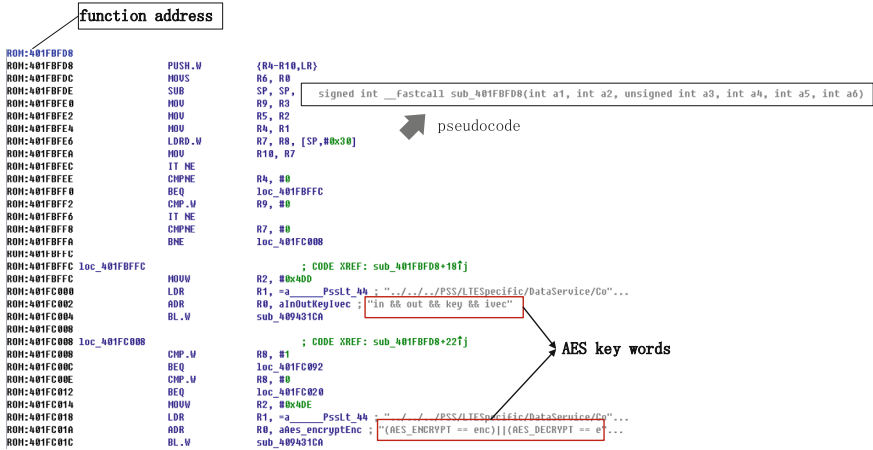 function address
ROM:401FBFD8
ROM:401FBFD8 PUSH.W {R4-R10,LR}
ROM:401FBFDC MOVS R6, R0
ROM:401FBFDE SUB SP, SP,
signed int __fastcall sub_401FBFD8(int a1, int a2, unsigned int a3, int a4, int a5, int a6)
ROM:401FBFE0 MOV R9, R3
ROM:401FBFE2 MOV R5, R2
pseudocode
ROM:401FBFE4 MOV R4, R1
ROM:401FBFE6 LDRD.W R7, R8, [SP,#0x30]
ROM:401FBFEA MOV R10, R7
ROM:401FBFEC IT NE
ROM:401FBFEE CMPNE R4, #0
ROM:401FBFF0 BEQ loc_401FBFFC
ROM:401FBFF2 CMP.W R9, #0
ROM:401FBFF6 IT NE
ROM:401FBFF8 CMPNE R7, #0
ROM:401FBFFA BNE loc_401FC008
ROM:401FBFFC
ROM:401FBFFC loc_401FBFFC ; CODE XREF: sub_401FBFD8+18↑j
ROM:401FBFFC MOVW R2, #0x4DD
ROM:401FC000 LDR R1, =a______PssLt_44 ; "../../../PSS/LTESpecific/DataService/Co"...
ROM:401FC002 ADR R0, aInOutKeyIvec ; "in && out && key && ivec"
ROM:401FC004 BL.W sub_409431CA
ROM:401FC008
ROM:401FC008 loc_401FC008 ; CODE XREF: sub_401FBFD8+22↑j
ROM:401FC008 CMP.W R8, #1
AES key words
ROM:401FC00C BEQ loc_401FC092
ROM:401FC00E CMP.W R8, #0
ROM:401FC012 BEQ loc_401FC020
ROM:401FC014 MOVW R2, #0x4DE
ROM:401FC018 LDR R1, =a______PssLt_44 ; "../../../PSS/LTESpecific/DataService/Co"...
ROM:401FC01A ADR R0, aAes_encryptEnc ; "(AES_ENCRYPT == enc)||(AES_DECRYPT == e"...
ROM:401FC01C BL.W sub_409431CA